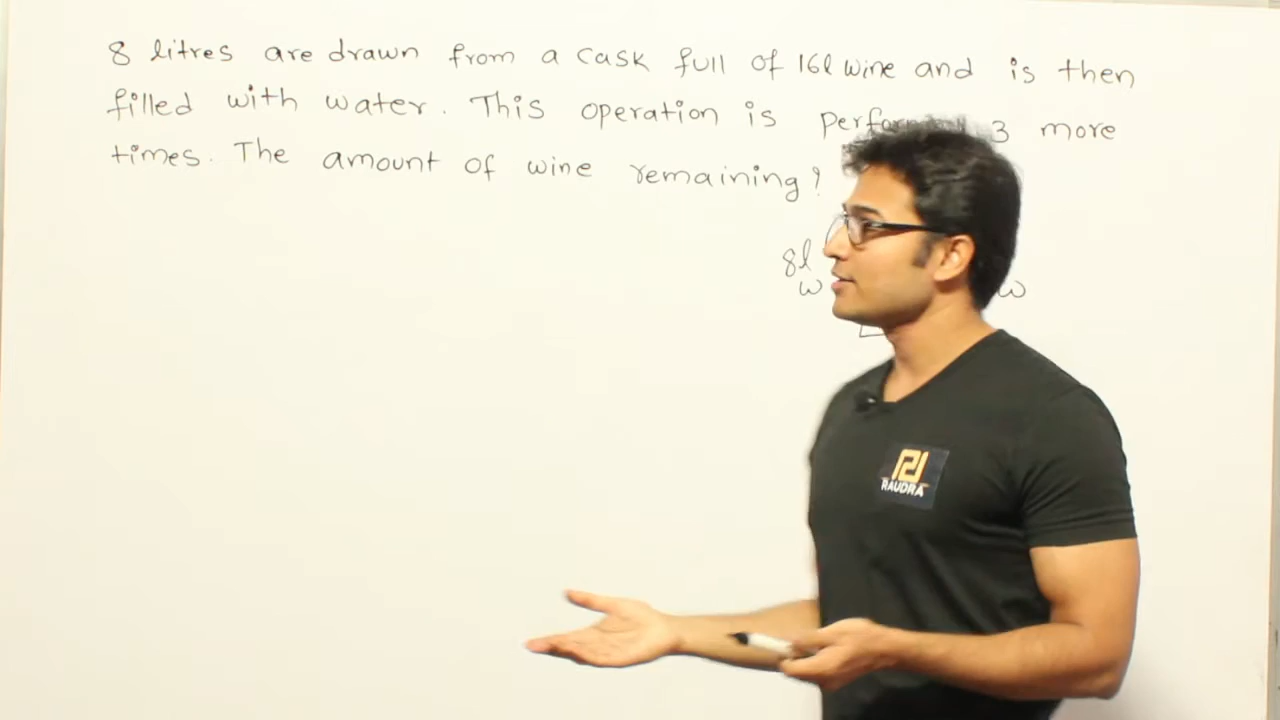 8 litres are drawn from a cask full of 16l wine and is then
filled with water. This operation is 3 more
times. The amount of wine remaining?
8l
w w
RAUDRA